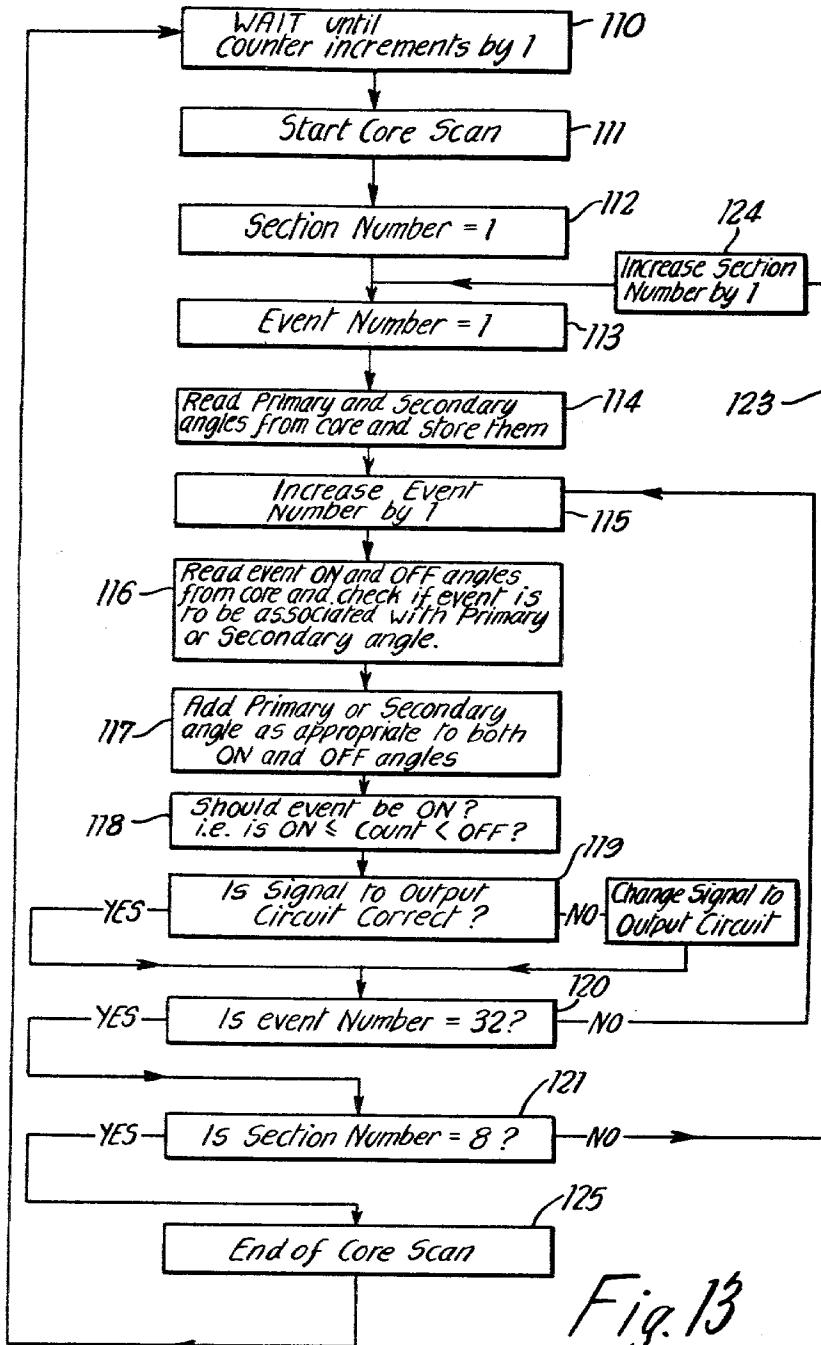 WAIT until
counter increments by 1
110
Start Core Scan
111
Section Number = 1
112
124
Increase Section
Number by 1
Event Number = 1
113
Read Primary and Secondary
angles from core and store them
114
123
Increase Event
Number by 1
115
116
Read event ON and OFF angles
from core and check if event is
to be associated with Primary
or Secondary angle.
117
Add Primary or Secondary
angle as appropriate to both
ON and OFF angles
118
Should event be ON?
i.e. is ON ≤ Count < OFF?
119
YES
Is Signal to Output
Circuit Correct?
NO
Change Signal to
Output Circuit
120
YES
Is event Number = 32?
NO
121
YES
Is Section Number = 8?
NO
125
End of Core Scan
Fig. 13